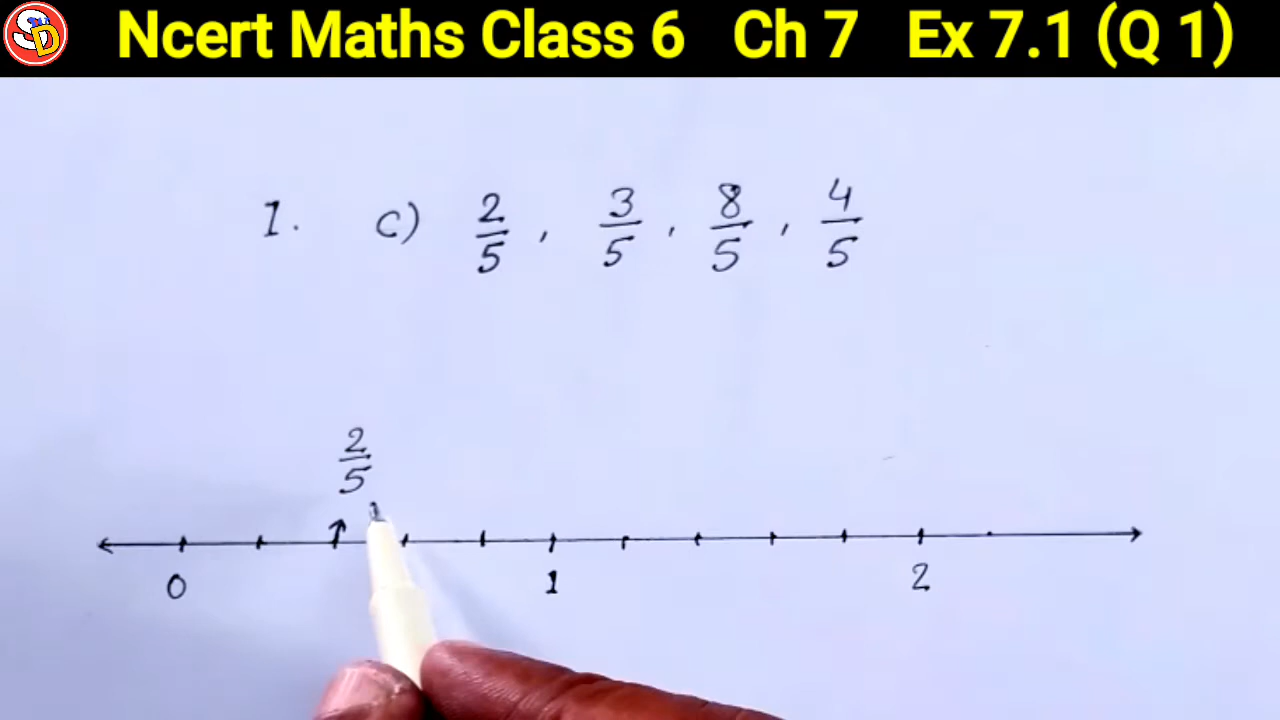 SD Ncert Maths Class 6 Ch 7 Ex 7.1 (Q 1)
1. c) 2/5 , 3/5 , 8/5 , 4/5
2/5
0 1 2